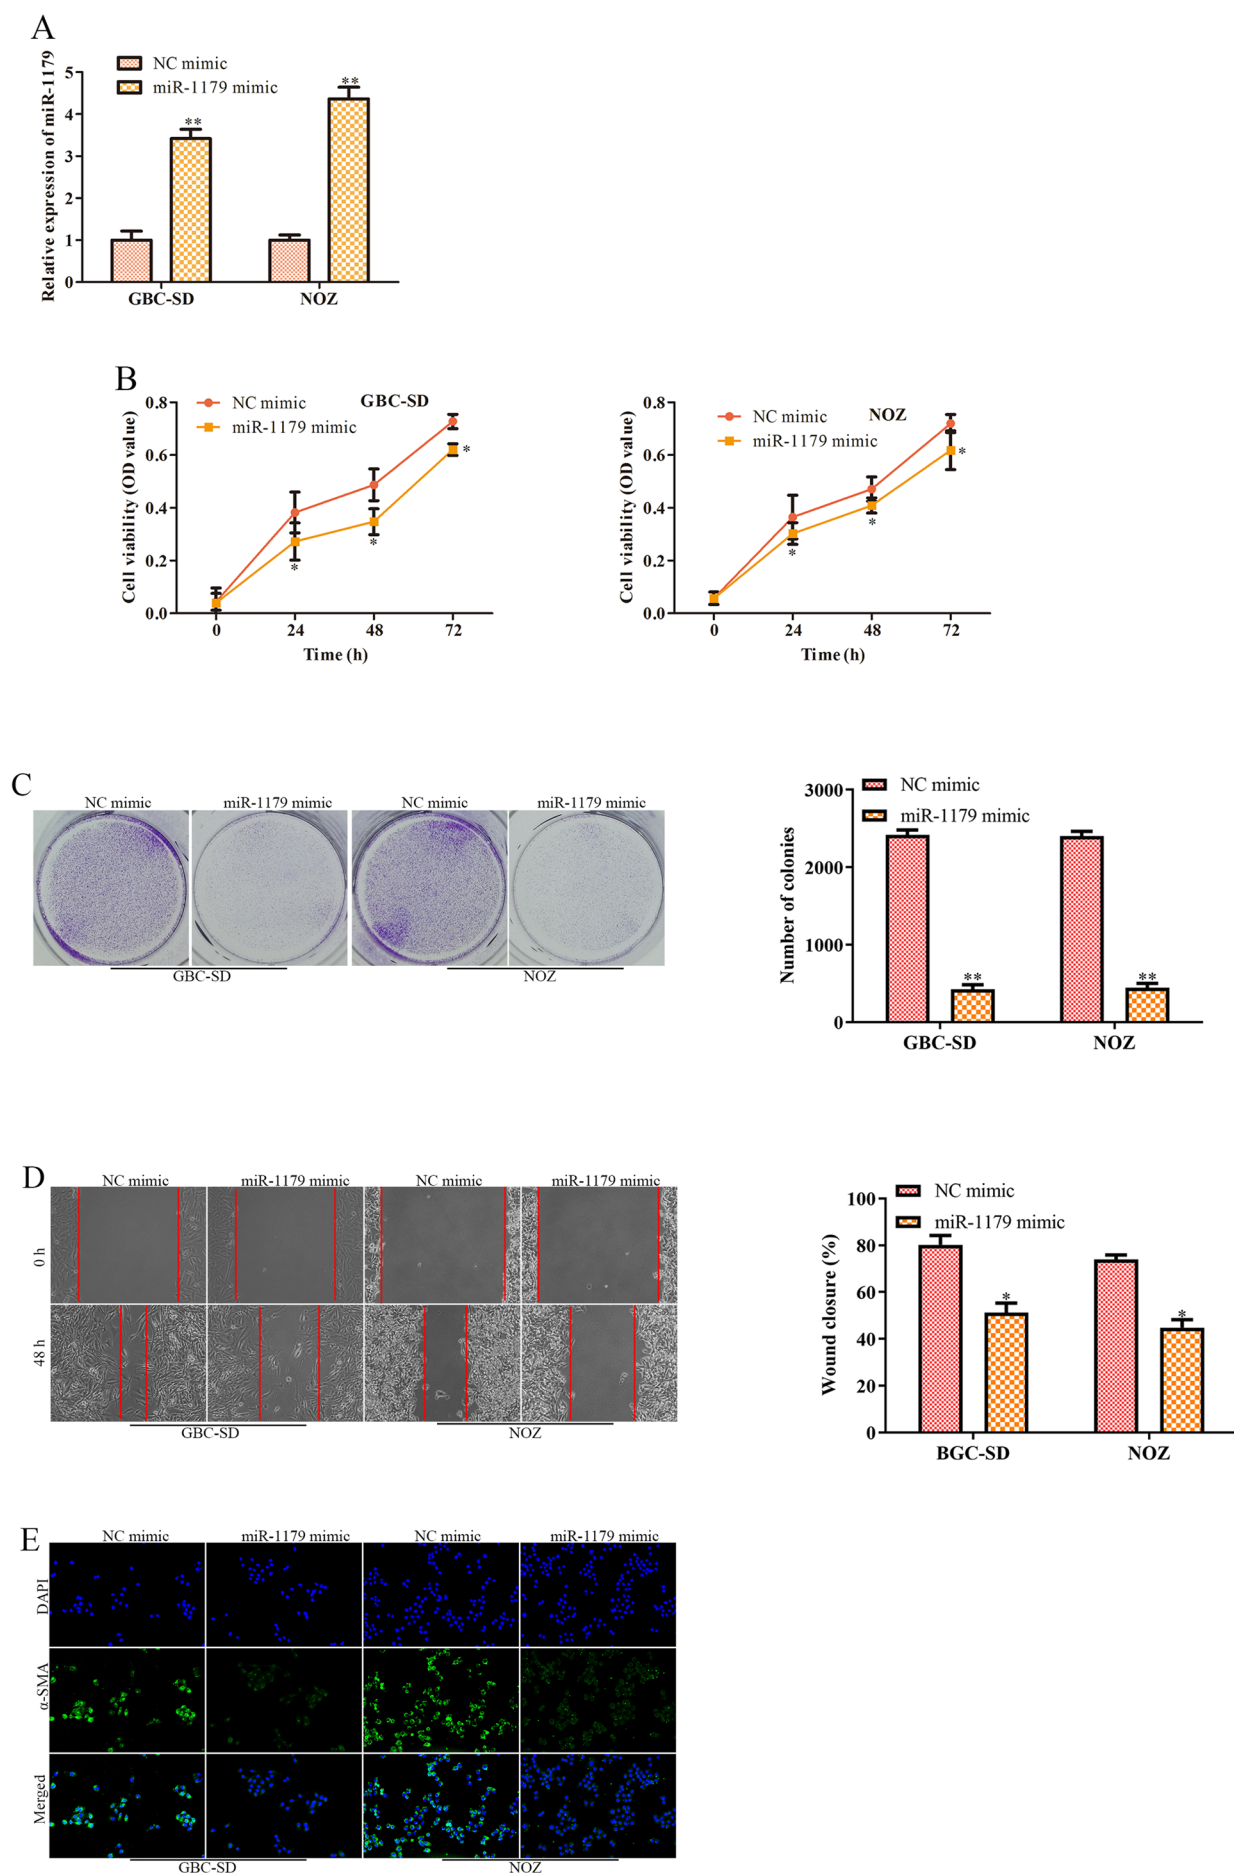 A
NC mimic
miR-1179 mimic
Relative expression of miR-1179
5
4
3
2
1
0
**
**
GBC-SD
NOZ
B
NC mimic
miR-1179 mimic
GBC-SD
Cell viability (OD value)
0.8
0.6
0.4
0.2
0.0
*
*
*
0
24
48
72
Time (h)
NC mimic
miR-1179 mimic
NOZ
Cell viability (OD value)
0.8
0.6
0.4
0.2
0.0
*
*
*
0
24
48
72
Time (h)
C
NC mimic
miR-1179 mimic
NC mimic
miR-1179 mimic
GBC-SD
NOZ
NC mimic
miR-1179 mimic
Number of colonies
3000
2000
1000
0
**
**
GBC-SD
NOZ
D
NC mimic
miR-1179 mimic
NC mimic
miR-1179 mimic
0 h
48 h
GBC-SD
NOZ
NC mimic
miR-1179 mimic
Wound closure (%)
100
80
60
40
20
0
*
*
BGC-SD
NOZ
E
NC mimic
miR-1179 mimic
NC mimic
miR-1179 mimic
DAPI
α-SMA
Merged
GBC-SD
NOZ